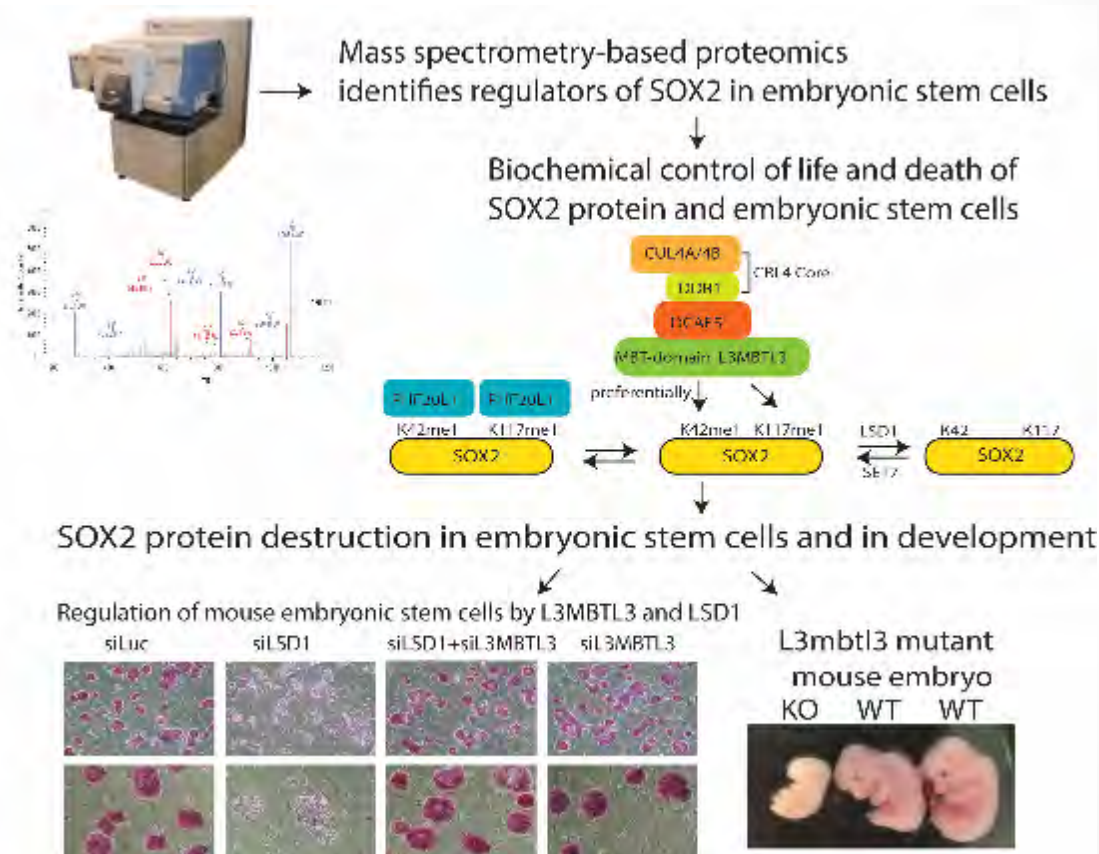 Mass spectrometry-based proteomics
identifies regulators of SOX2 in embryonic stem cells
Biochemical control of life and death of
SOX2 protein and embryonic stem cells
CUL4A/4B
DDB1
CRL4 Core
DCAF5
MBT-domain L3MBTL3
preferentially
PHF20L1 PHF20L1
K42me1 K117me1
SOX2
K42me1 K117me1
SOX2
LSD1
SET7
K42 K117
SOX2
SOX2 protein destruction in embryonic stem cells and in development
Regulation of mouse embryonic stem cells by L3MBTL3 and LSD1
siLuc siLSD1 siLSD1+siL3MBTL3 siL3MBTL3
L3mbtl3 mutant
mouse embryo
KO WT WT